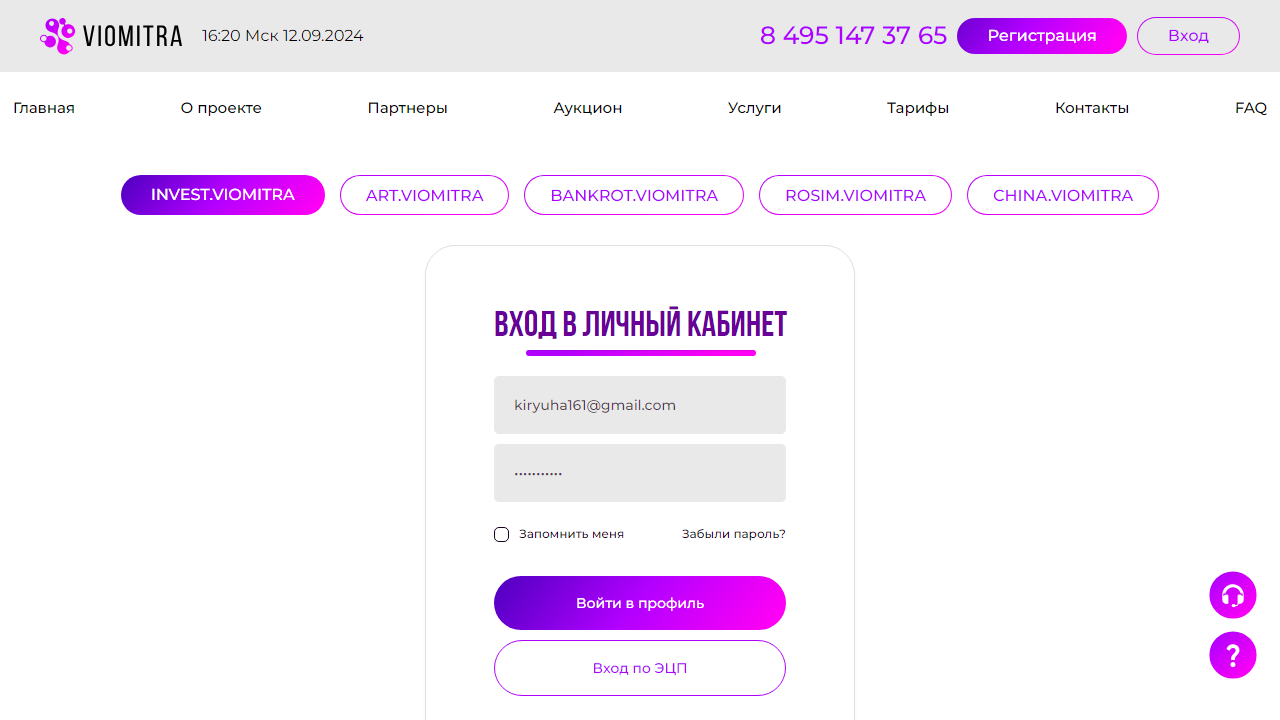 VIOMITRA
16:20 Мск 12.09.2024
8 495 147 37 65
Регистрация
Вход
Главная
О проекте
Партнеры
Аукцион
Услуги
Тарифы
Контакты
FAQ
INVEST.VIOMITRA
ART.VIOMITRA
BANKROT.VIOMITRA
ROSIM.VIOMITRA
CHINA.VIOMITRA
ВХОД В ЛИЧНЫЙ КАБИНЕТ
kiryuha161@gmail.com
•••••••••••
Запомнить меня
Забыли пароль?
Войти в профиль
Вход по ЭЦП
?